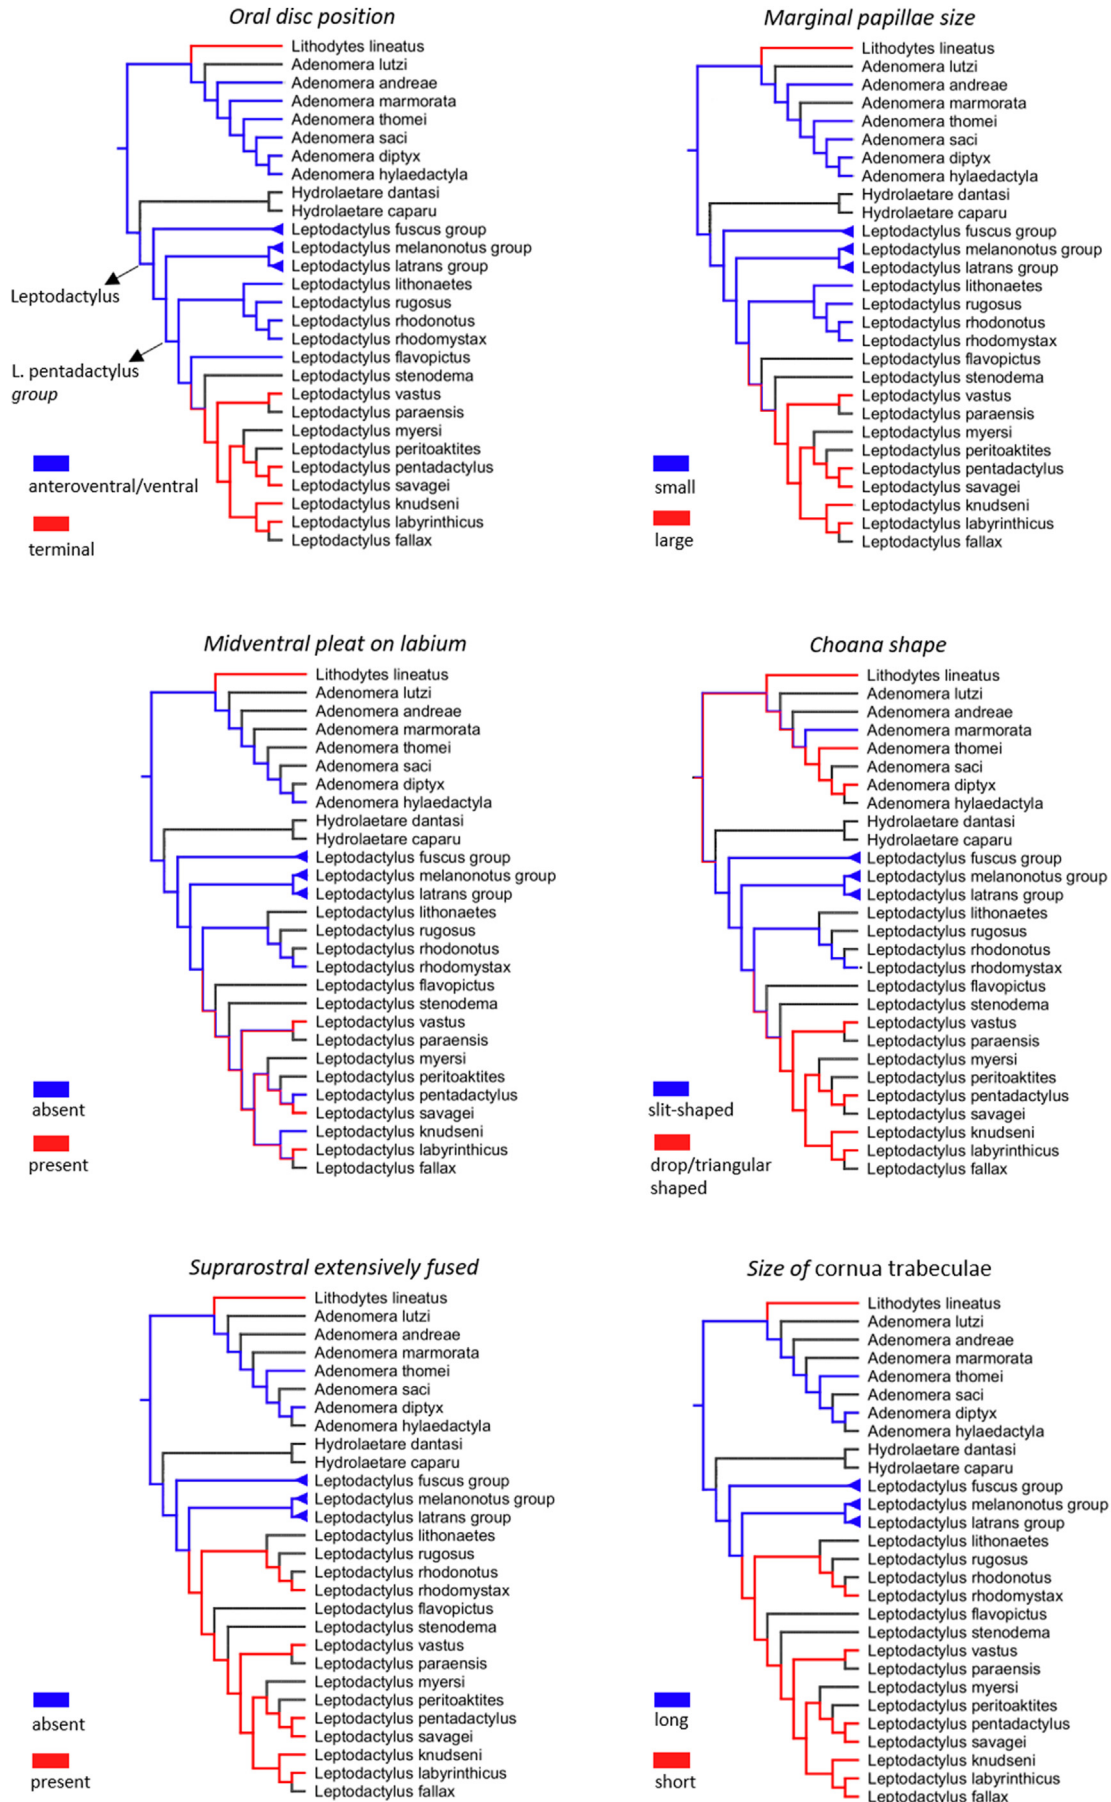 Oral disc position
Lithodytes lineatus
Adenomera lutzi
Adenomera andreae
Adenomera marmorata
Adenomera thomei
Adenomera saci
Adenomera diptyx
Adenomera hylaedactyla
Hydrolaetare dantasi
Hydrolaetare caparu
Leptodactylus fuscus group
Leptodactylus melanonotus group
Leptodactylus latrans group
Leptodactylus lithonaetes
Leptodactylus rugosus
Leptodactylus rhodonotus
Leptodactylus rhodomystax
Leptodactylus flavopictus
Leptodactylus stenodema
Leptodactylus vastus
Leptodactylus paraensis
Leptodactylus myersi
Leptodactylus peritoaktites
Leptodactylus pentadactylus
Leptodactylus savagei
Leptodactylus knudseni
Leptodactylus labyrinthicus
Leptodactylus fallax
Leptodactylus
L. pentadactylus
group
anteroventral/ventral
terminal
Marginal papillae size
Lithodytes lineatus
Adenomera lutzi
Adenomera andreae
Adenomera marmorata
Adenomera thomei
Adenomera saci
Adenomera diptyx
Adenomera hylaedactyla
Hydrolaetare dantasi
Hydrolaetare caparu
Leptodactylus fuscus group
Leptodactylus melanonotus group
Leptodactylus latrans group
Leptodactylus lithonaetes
Leptodactylus rugosus
Leptodactylus rhodonotus
Leptodactylus rhodomystax
Leptodactylus flavopictus
Leptodactylus stenodema
Leptodactylus vastus
Leptodactylus paraensis
Leptodactylus myersi
Leptodactylus peritoaktites
Leptodactylus pentadactylus
Leptodactylus savagei
Leptodactylus knudseni
Leptodactylus labyrinthicus
Leptodactylus fallax
small
large
Midventral pleat on labium
Lithodytes lineatus
Adenomera lutzi
Adenomera andreae
Adenomera marmorata
Adenomera thomei
Adenomera saci
Adenomera diptyx
Adenomera hylaedactyla
Hydrolaetare dantasi
Hydrolaetare caparu
Leptodactylus fuscus group
Leptodactylus melanonotus group
Leptodactylus latrans group
Leptodactylus lithonaetes
Leptodactylus rugosus
Leptodactylus rhodonotus
Leptodactylus rhodomystax
Leptodactylus flavopictus
Leptodactylus stenodema
Leptodactylus vastus
Leptodactylus paraensis
Leptodactylus myersi
Leptodactylus peritoaktites
Leptodactylus pentadactylus
Leptodactylus savagei
Leptodactylus knudseni
Leptodactylus labyrinthicus
Leptodactylus fallax
absent
present
Choana shape
Lithodytes lineatus
Adenomera lutzi
Adenomera andreae
Adenomera marmorata
Adenomera thomei
Adenomera saci
Adenomera diptyx
Adenomera hylaedactyla
Hydrolaetare dantasi
Hydrolaetare caparu
Leptodactylus fuscus group
Leptodactylus melanonotus group
Leptodactylus latrans group
Leptodactylus lithonaetes
Leptodactylus rugosus
Leptodactylus rhodonotus
Leptodactylus rhodomystax
Leptodactylus flavopictus
Leptodactylus stenodema
Leptodactylus vastus
Leptodactylus paraensis
Leptodactylus myersi
Leptodactylus peritoaktites
Leptodactylus pentadactylus
Leptodactylus savagei
Leptodactylus knudseni
Leptodactylus labyrinthicus
Leptodactylus fallax
slit-shaped
drop/triangular
shaped
Suprarostral extensively fused
Lithodytes lineatus
Adenomera lutzi
Adenomera andreae
Adenomera marmorata
Adenomera thomei
Adenomera saci
Adenomera diptyx
Adenomera hylaedactyla
Hydrolaetare dantasi
Hydrolaetare caparu
Leptodactylus fuscus group
Leptodactylus melanonotus group
Leptodactylus latrans group
Leptodactylus lithonaetes
Leptodactylus rugosus
Leptodactylus rhodonotus
Leptodactylus rhodomystax
Leptodactylus flavopictus
Leptodactylus stenodema
Leptodactylus vastus
Leptodactylus paraensis
Leptodactylus myersi
Leptodactylus peritoaktites
Leptodactylus pentadactylus
Leptodactylus savagei
Leptodactylus knudseni
Leptodactylus labyrinthicus
Leptodactylus fallax
absent
present
Size of cornua trabeculae
Lithodytes lineatus
Adenomera lutzi
Adenomera andreae
Adenomera marmorata
Adenomera thomei
Adenomera saci
Adenomera diptyx
Adenomera hylaedactyla
Hydrolaetare dantasi
Hydrolaetare caparu
Leptodactylus fuscus group
Leptodactylus melanonotus group
Leptodactylus latrans group
Leptodactylus lithonaetes
Leptodactylus rugosus
Leptodactylus rhodonotus
Leptodactylus rhodomystax
Leptodactylus flavopictus
Leptodactylus stenodema
Leptodactylus vastus
Leptodactylus paraensis
Leptodactylus myersi
Leptodactylus peritoaktites
Leptodactylus pentadactylus
Leptodactylus savagei
Leptodactylus knudseni
Leptodactylus labyrinthicus
Leptodactylus fallax
long
short